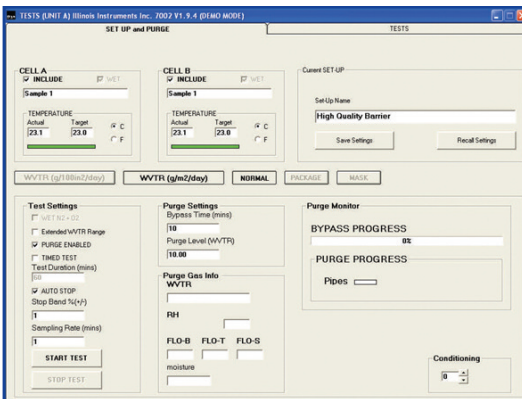 TESTS (UNIT A) Illinois Instruments Inc. 7002 V1.9.4 (DEMO MODE)
SET UP and PURGE
TESTS
CELL A
INCLUDE
WET
Sample 1
TEMPERATURE
Actual Target
23.1 23.0
C
F
CELL B
INCLUDE
WET
Sample 1
TEMPERATURE
Actual Target
23.1 23.0
C
F
Current SET-UP
Set-Up Name
High Quality Barrier
Save Settings
Recall Settings
WVTR (g/100in2/day)
WVTR (g/m2/day)
NORMAL
PACKAGE
MASK
Test Settings
WET N2 + O2
Extended WVTR Range
PURGE ENABLED
TIMED TEST
Test Duration (mins)
60
AUTO STOP
Stop Band %(+/-)
1
Sampling Rate (mins)
1
START TEST
STOP TEST
Purge Settings
Bypass Time (mins)
10
Purge Level (WVTR)
10.00
Purge Gas Info
WVTR
RH
FLO-B FLO-T FLO-S
moisture
Purge Monitor
BYPASS PROGRESS
0%
PURGE PROGRESS
Pipes
Conditioning
0